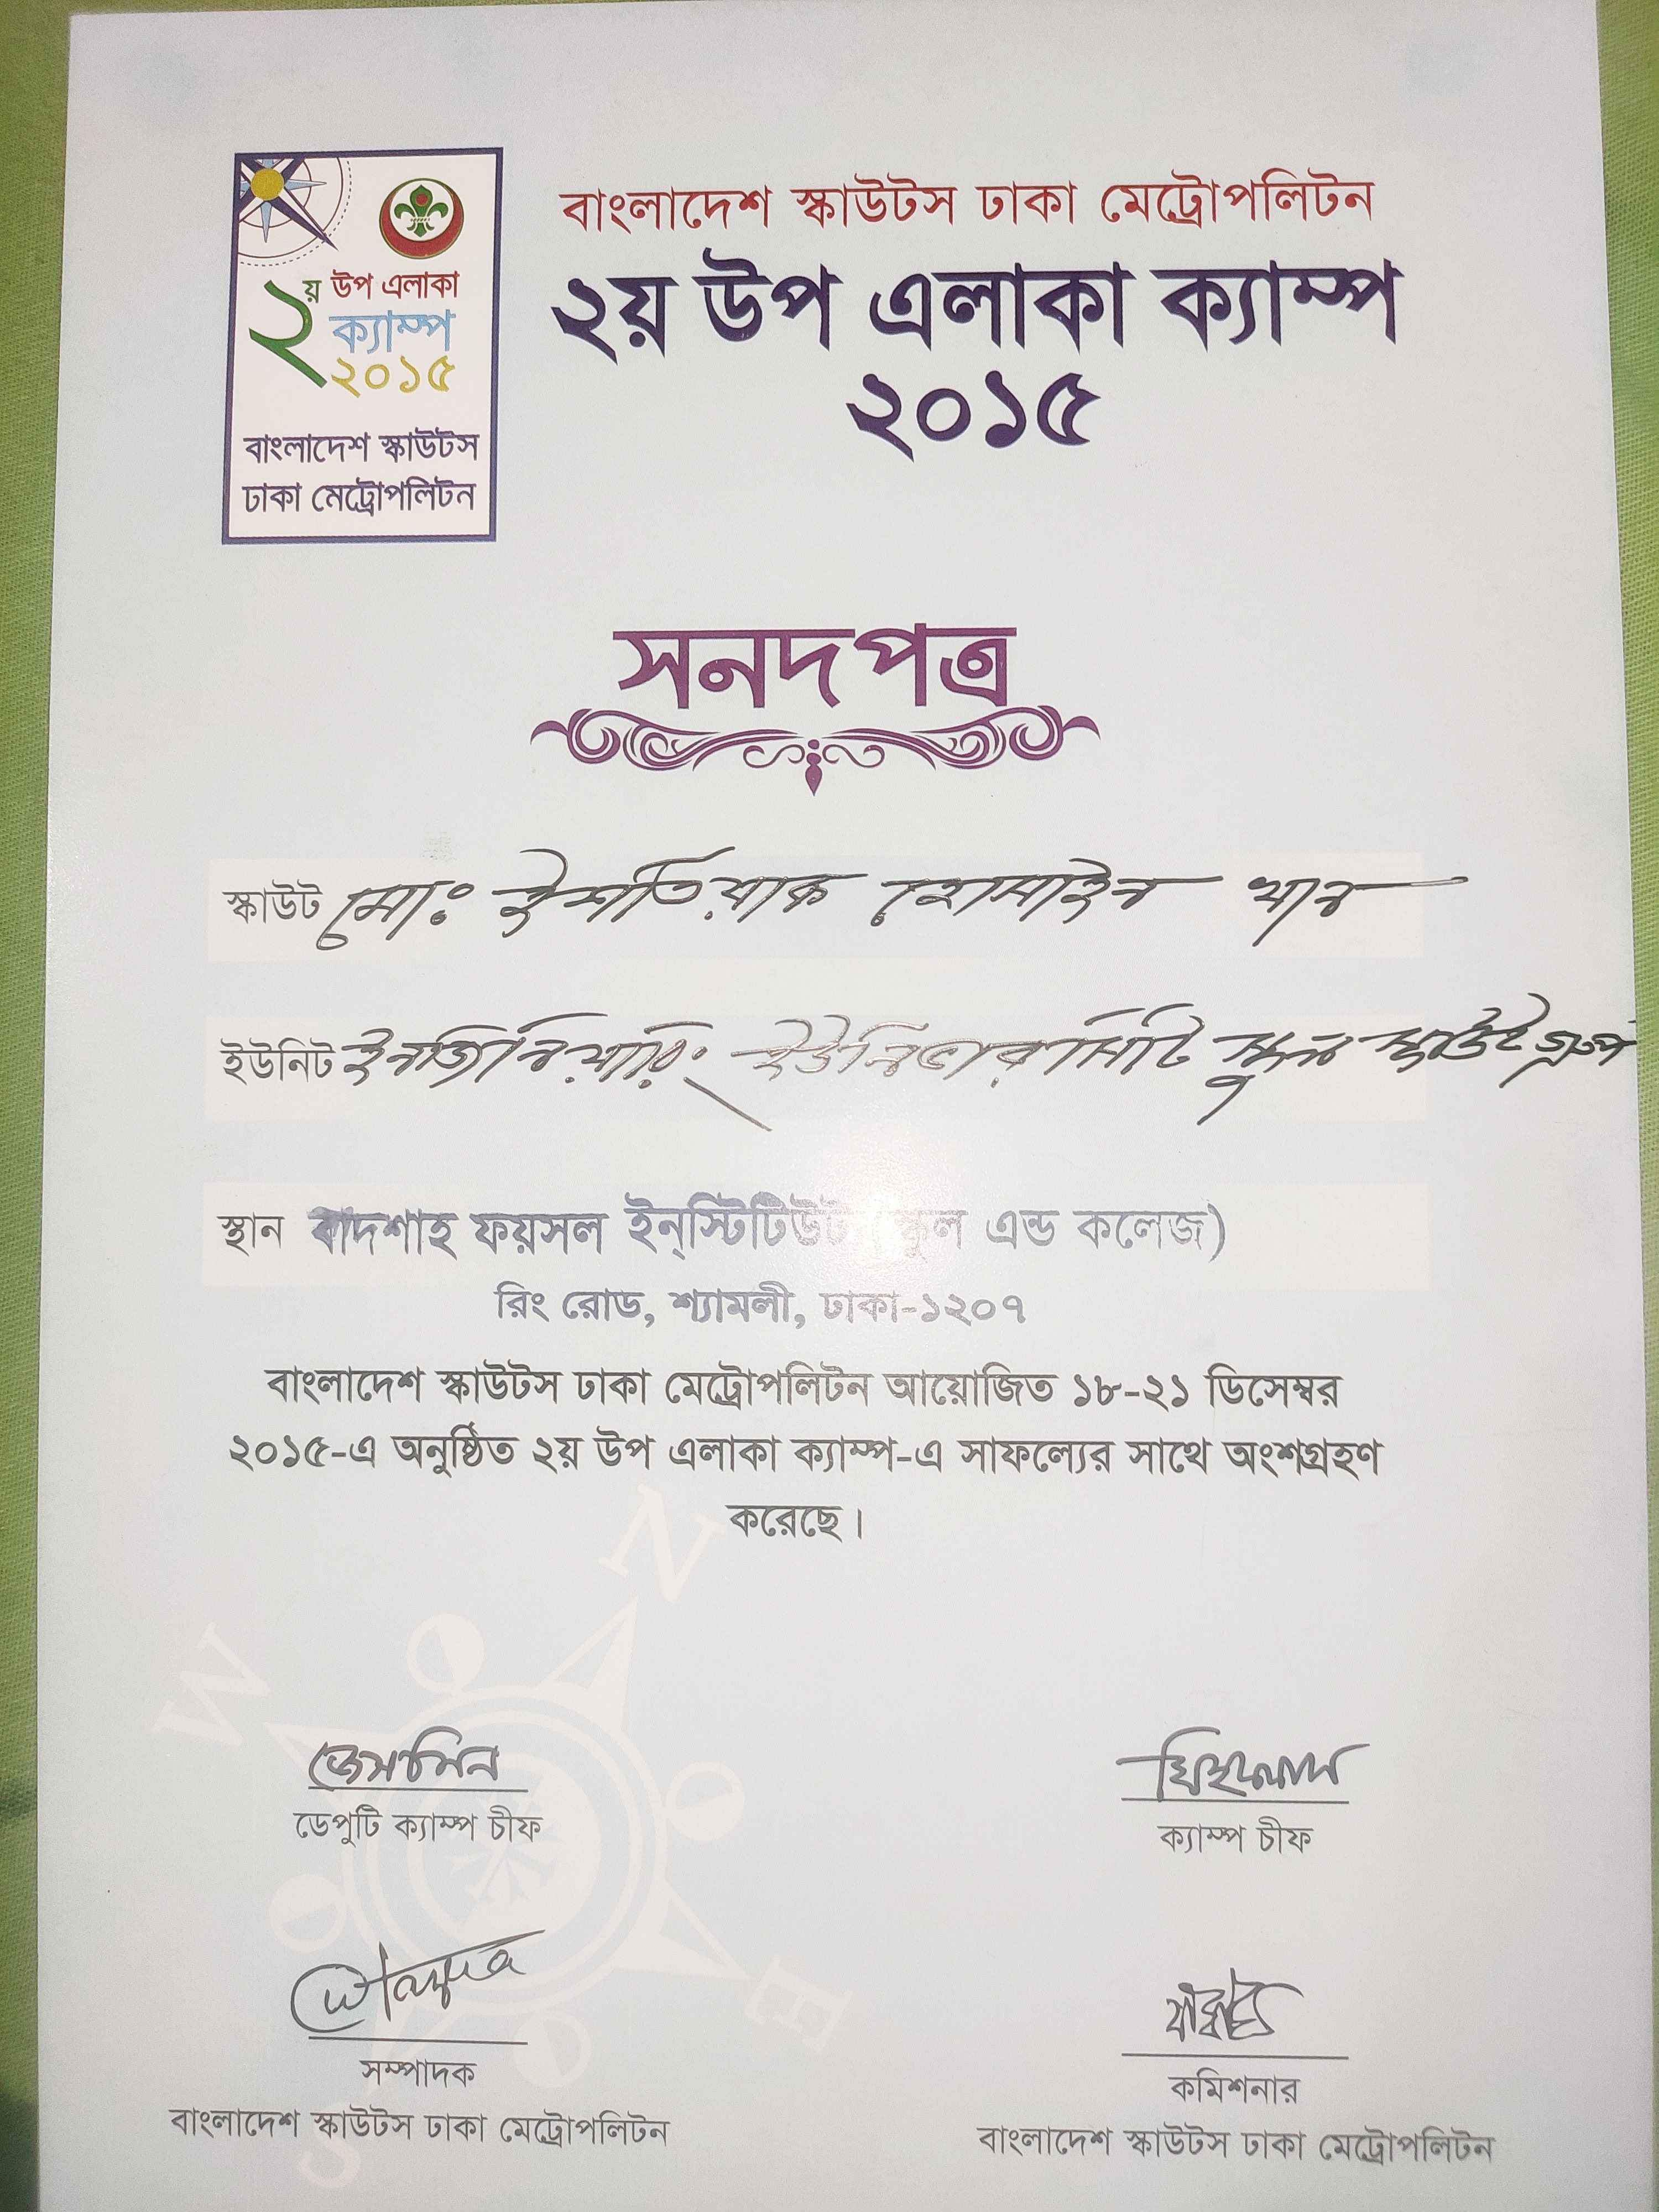 ২য় উপ এলাকা
ক্যাম্প
২০১৫
বাংলাদেশ স্কাউটস
ঢাকা মেট্রোপলিটন
বাংলাদেশ স্কাউটস ঢাকা মেট্রোপলিটন
২য় উপ এলাকা ক্যাম্প
২০১৫
সনদপত্র
স্কাউট মোঃ ইশতিয়াক হোসাইন খান
ইউনিট ইনজিনিয়ারিং ইউনিভারসিটি স্কুল স্কাউট গ্রুপ
স্থান বাদশাহ ফয়সল ইন্‌স্টিটিউট (স্কুল এন্ড কলেজ)
রিং রোড, শ্যামলী, ঢাকা-১২০৭
বাংলাদেশ স্কাউটস ঢাকা মেট্রোপলিটন আয়োজিত ১৮-২১ ডিসেম্বর
২০১৫-এ অনুষ্ঠিত ২য় উপ এলাকা ক্যাম্প-এ সাফল্যের সাথে অংশগ্রহণ
করেছে।
N
W
E
S
জেসমিন
ডেপুটি ক্যাম্প চীফ
ক্যাম্প চীফ
সম্পাদক
বাংলাদেশ স্কাউটস ঢাকা মেট্রোপলিটন
কমিশনার
বাংলাদেশ স্কাউটস ঢাকা মেট্রোপলিটন